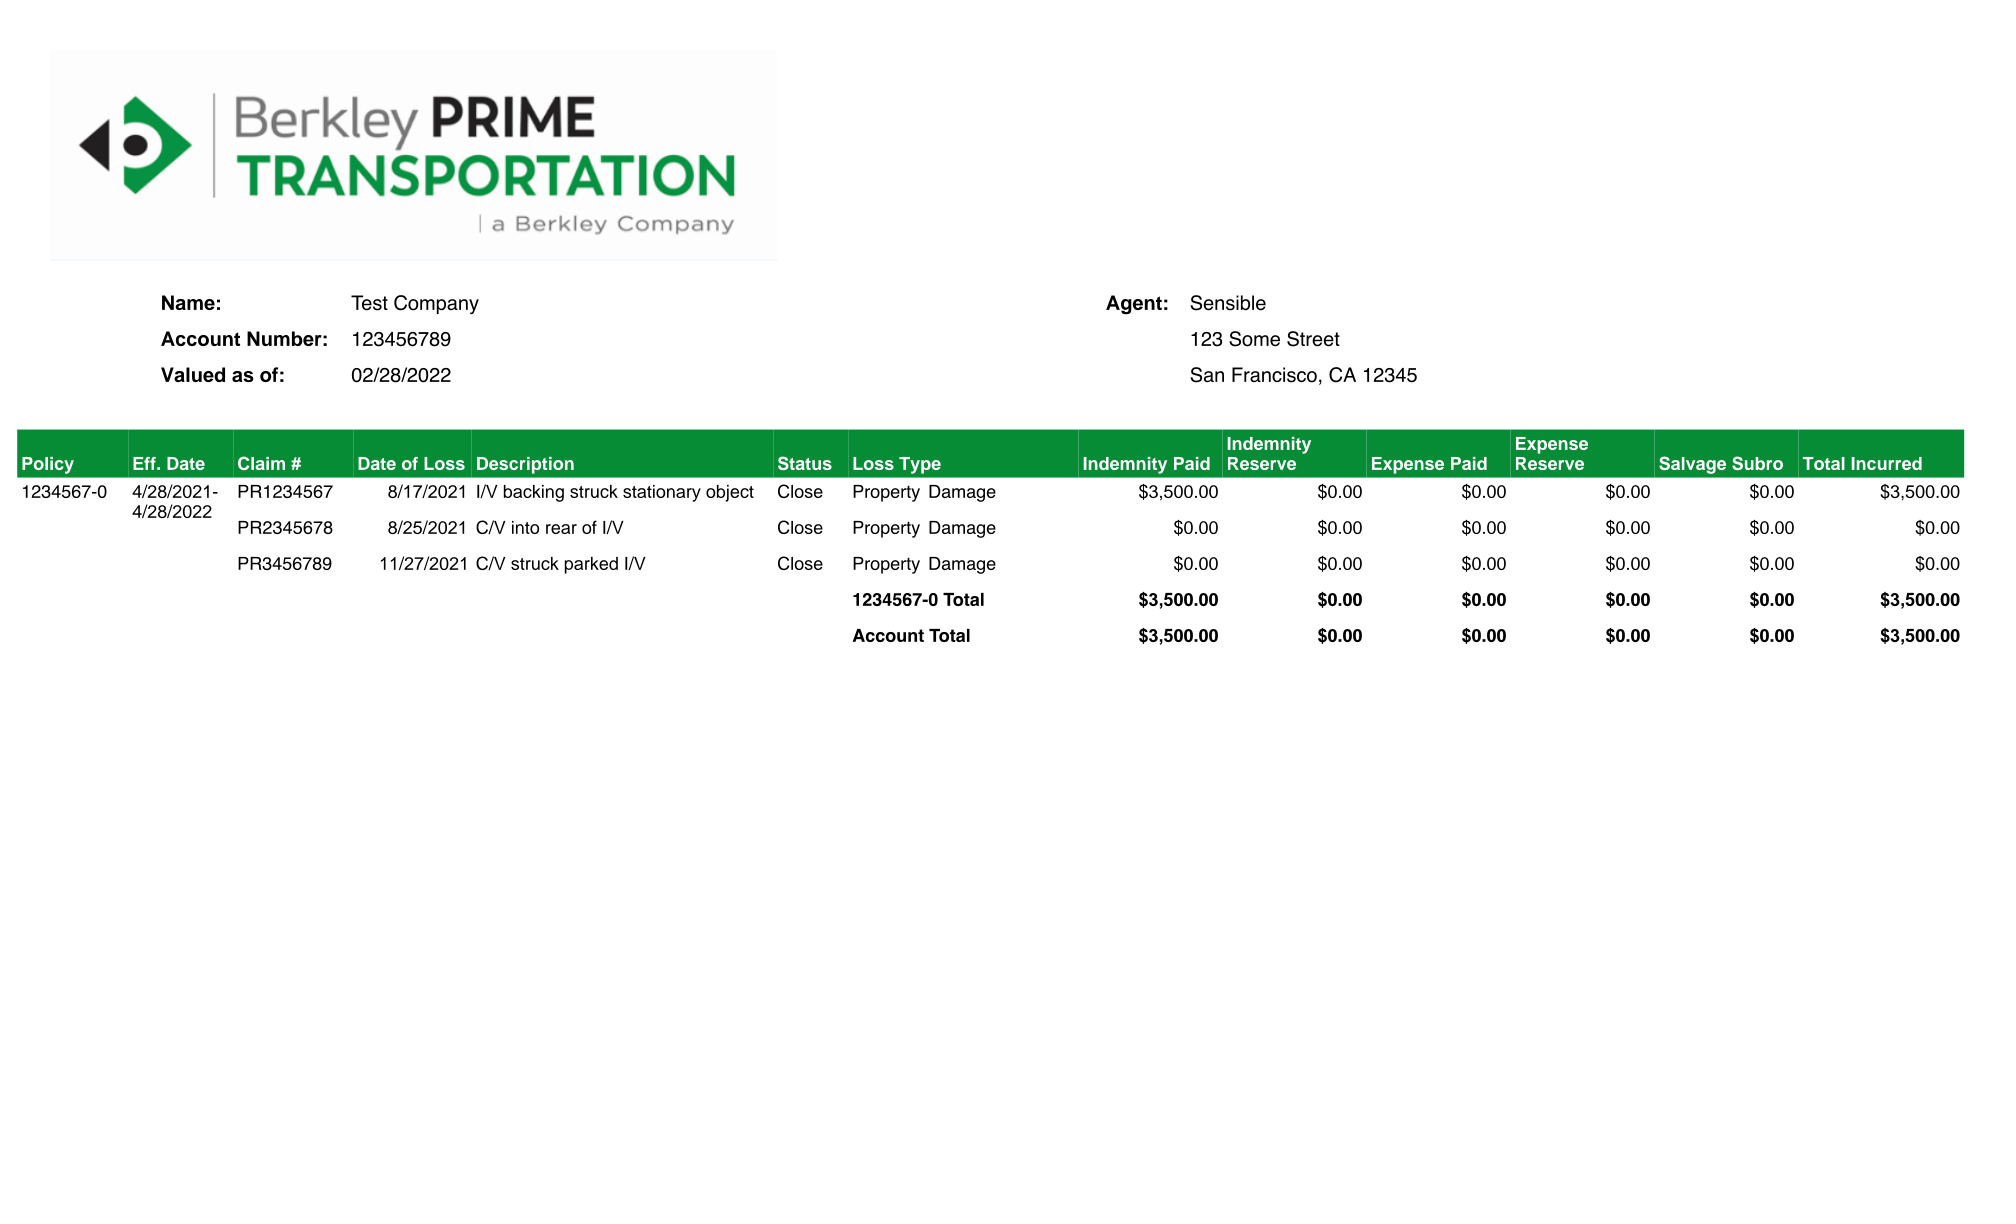 Berkley PRIME
TRANSPORTATION
a Berkley Company
Name: Test Company
Account Number: 123456789
Valued as of: 02/28/2022
Agent: Sensible
123 Some Street
San Francisco, CA 12345
Policy Eff. Date Claim # Date of Loss Description Status Loss Type Indemnity Paid Indemnity Reserve Expense Paid Expense Reserve Salvage Subro Total Incurred
1234567-0 4/28/2021-4/28/2022 PR1234567 8/17/2021 I/V backing struck stationary object Close Property Damage $3,500.00 $0.00 $0.00 $0.00 $0.00 $3,500.00
PR2345678 8/25/2021 C/V into rear of I/V Close Property Damage $0.00 $0.00 $0.00 $0.00 $0.00 $0.00
PR3456789 11/27/2021 C/V struck parked I/V Close Property Damage $0.00 $0.00 $0.00 $0.00 $0.00 $0.00
1234567-0 Total $3,500.00 $0.00 $0.00 $0.00 $0.00 $3,500.00
Account Total $3,500.00 $0.00 $0.00 $0.00 $0.00 $3,500.00